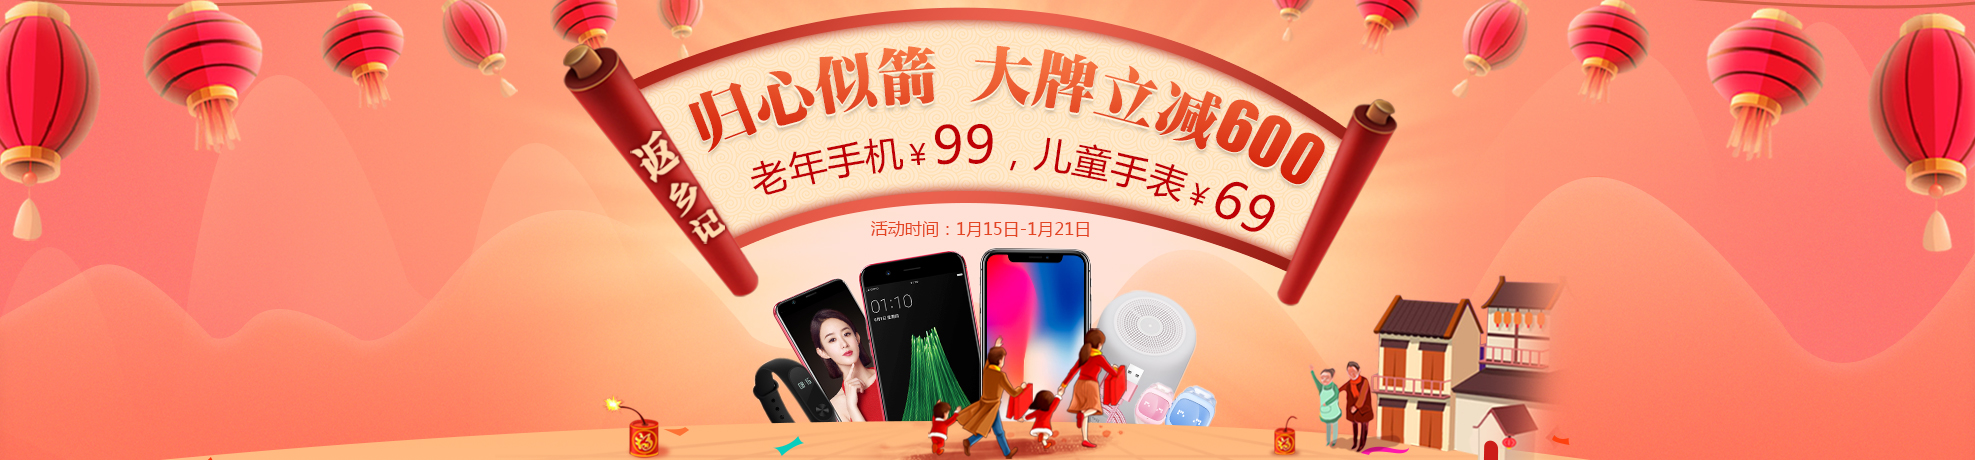 归心似箭 大牌立减600
老年手机¥99，儿童手表¥69
返乡记
活动时间：1月15日-1月21日
01:10